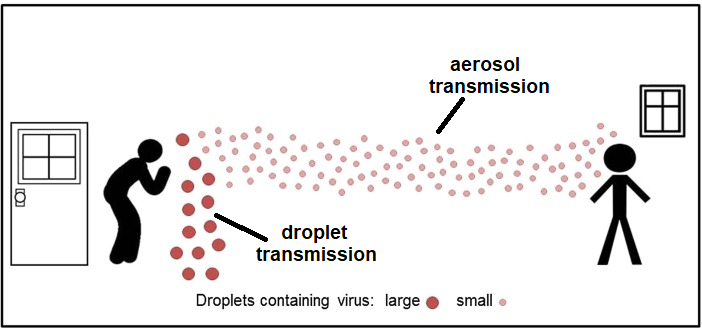 aerosol
transmission
droplet
transmission
Droplets containing virus: large small